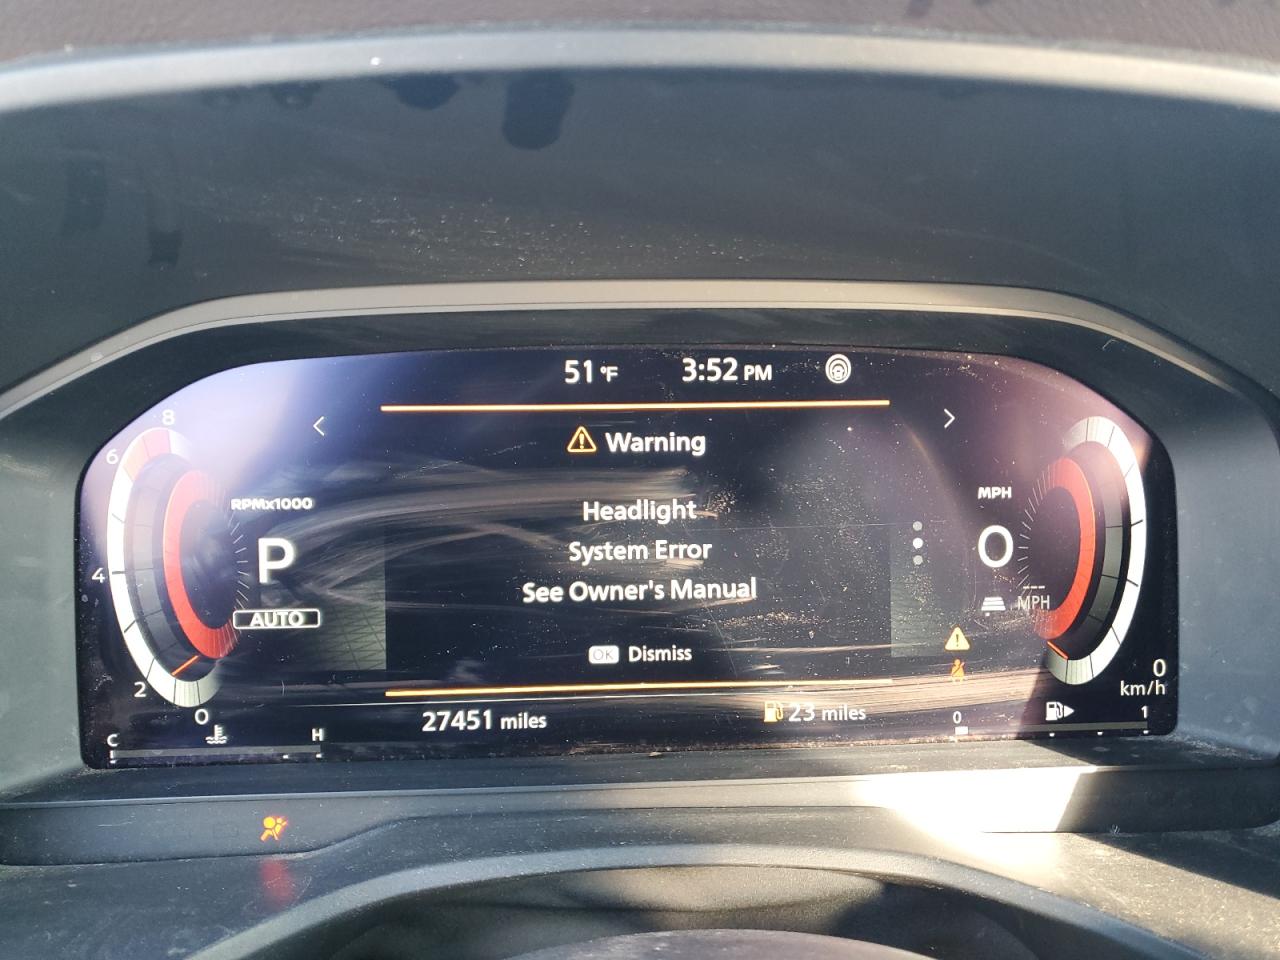 51 °F 3:52 PM
Warning
8
6
RPMx1000
MPH
Headlight
P
0
System Error
4
See Owner's Manual
--- MPH
AUTO
OK Dismiss
2
0
km/h
0
27451 miles
23 miles
0
1
C
H